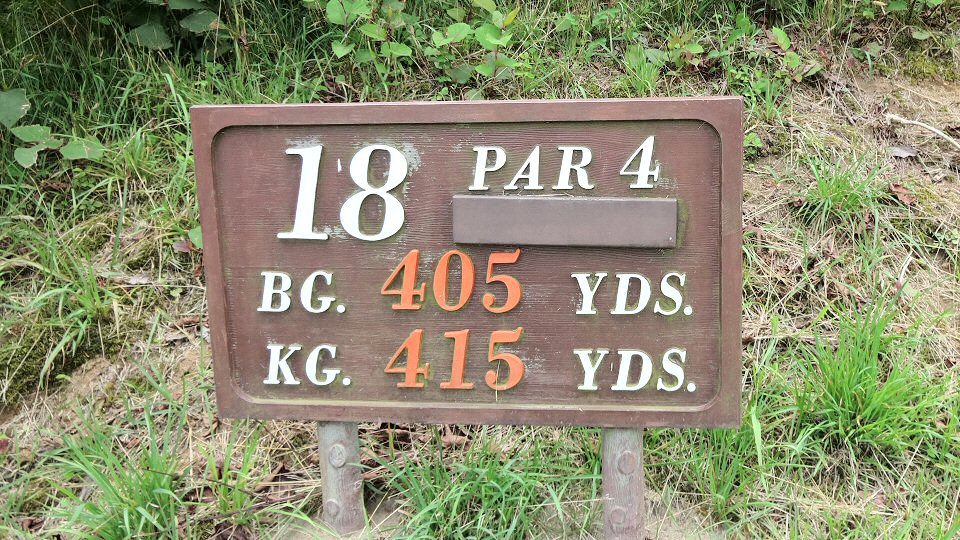 18 PAR 4
BG. 405 YDS.
KG. 415 YDS.